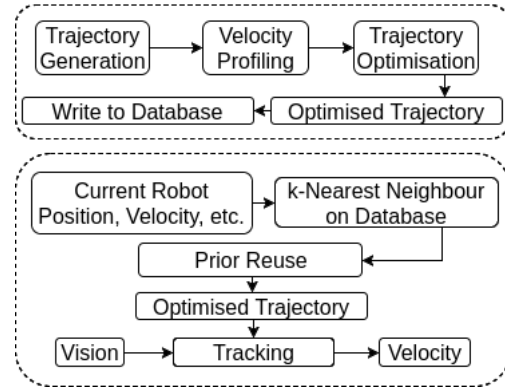 Trajectory
Generation
Velocity
Profiling
Trajectory
Optimisation
Write to Database
Optimised Trajectory
Current Robot
Position, Velocity, etc.
k-Nearest Neighbour
on Database
Prior Reuse
Optimised Trajectory
Vision
Tracking
Velocity